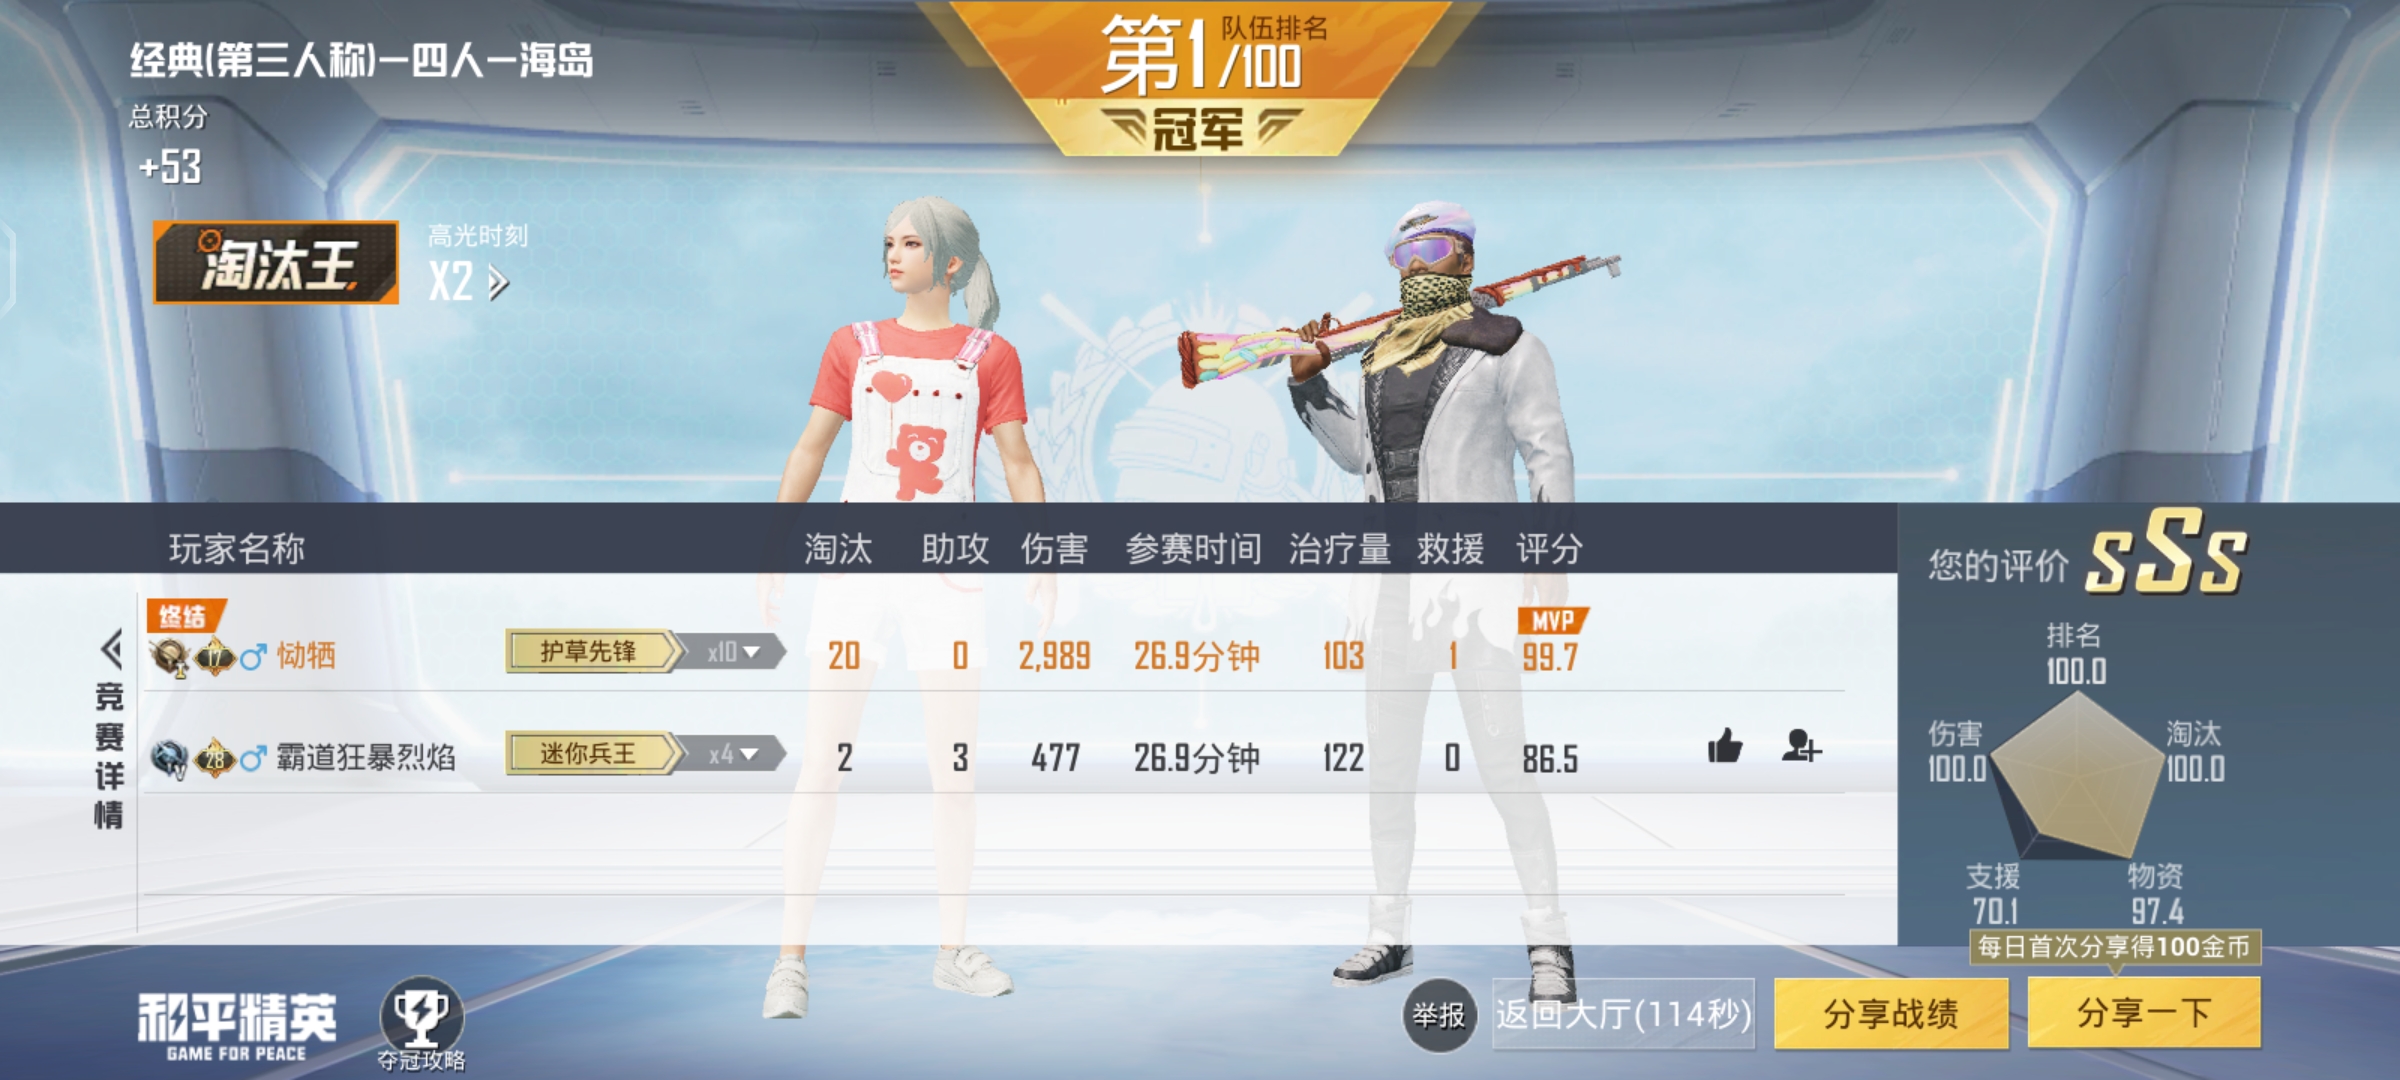 经典(第三人称)—四人—海岛
总积分
+53
第1/100
队伍排名
冠军
淘汰王
高光时刻
X2
玩家名称 淘汰 助攻 伤害 参赛时间 治疗量 救援 评分
竞赛详情
终结
MVP
17 恸牺 护草先锋 x10 20 0 2,989 26.9分钟 103 1 99.7
28 霸道狂暴烈焰 迷你兵王 x4 2 3 477 26.9分钟 122 0 86.5
您的评价 SSS
排名
100.0
伤害
100.0
淘汰
100.0
支援
70.1
物资
97.4
每日首次分享得100金币
和平精英
GAME FOR PEACE
夺冠攻略
举报
返回大厅(114秒)
分享战绩
分享一下